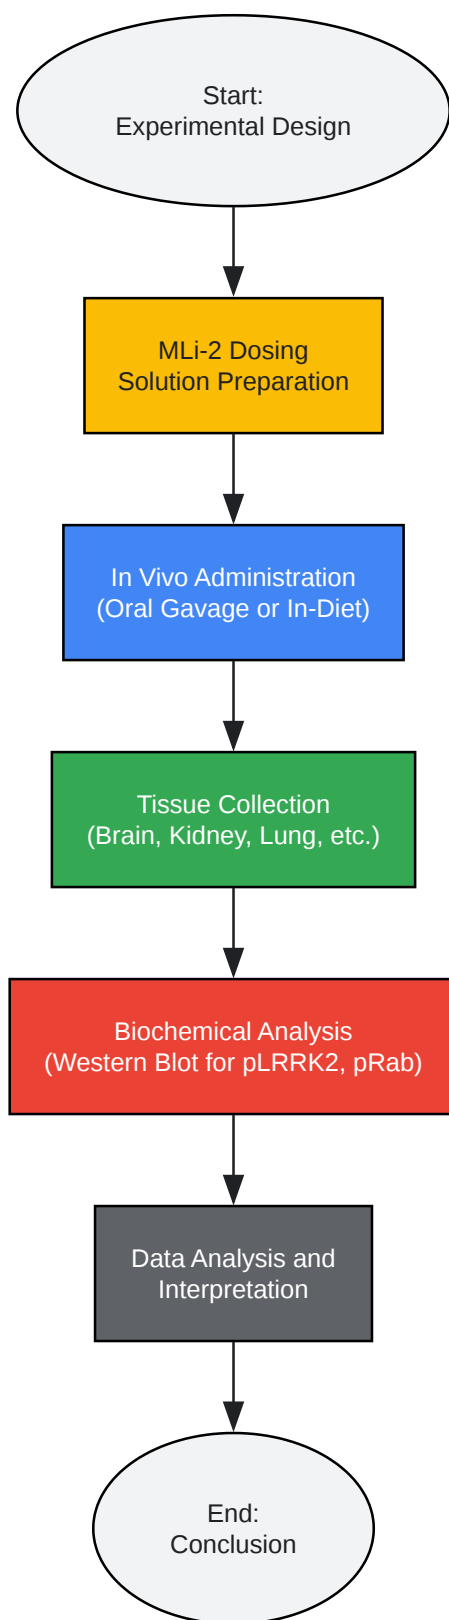 Start:
Experimental Design
MLi-2 Dosing
Solution Preparation
In Vivo Administration
(Oral Gavage or In-Diet)
Tissue Collection
(Brain, Kidney, Lung, etc.)
Biochemical Analysis
(Western Blot for pLRRK2, pRab)
Data Analysis and
Interpretation
End:
Conclusion